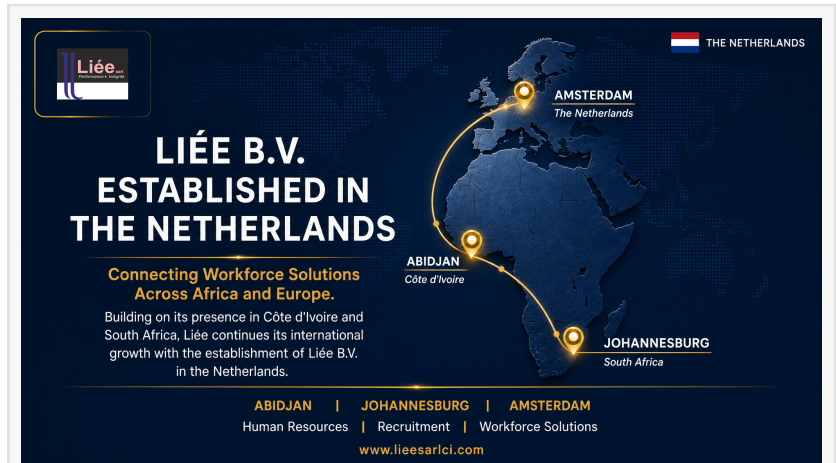 Liée sarl
Performance & Intégrité
THE NETHERLANDS
LIÉE B.V.
ESTABLISHED IN
THE NETHERLANDS
Connecting Workforce Solutions
Across Africa and Europe.
Building on its presence in Côte d'Ivoire and
South Africa, Liée continues its international
growth with the establishment of Liée B.V.
in the Netherlands.
AMSTERDAM
The Netherlands
ABIDJAN
Côte d'Ivoire
JOHANNESBURG
South Africa
ABIDJAN | JOHANNESBURG | AMSTERDAM
Human Resources | Recruitment | Workforce Solutions
www.lieesarlci.com